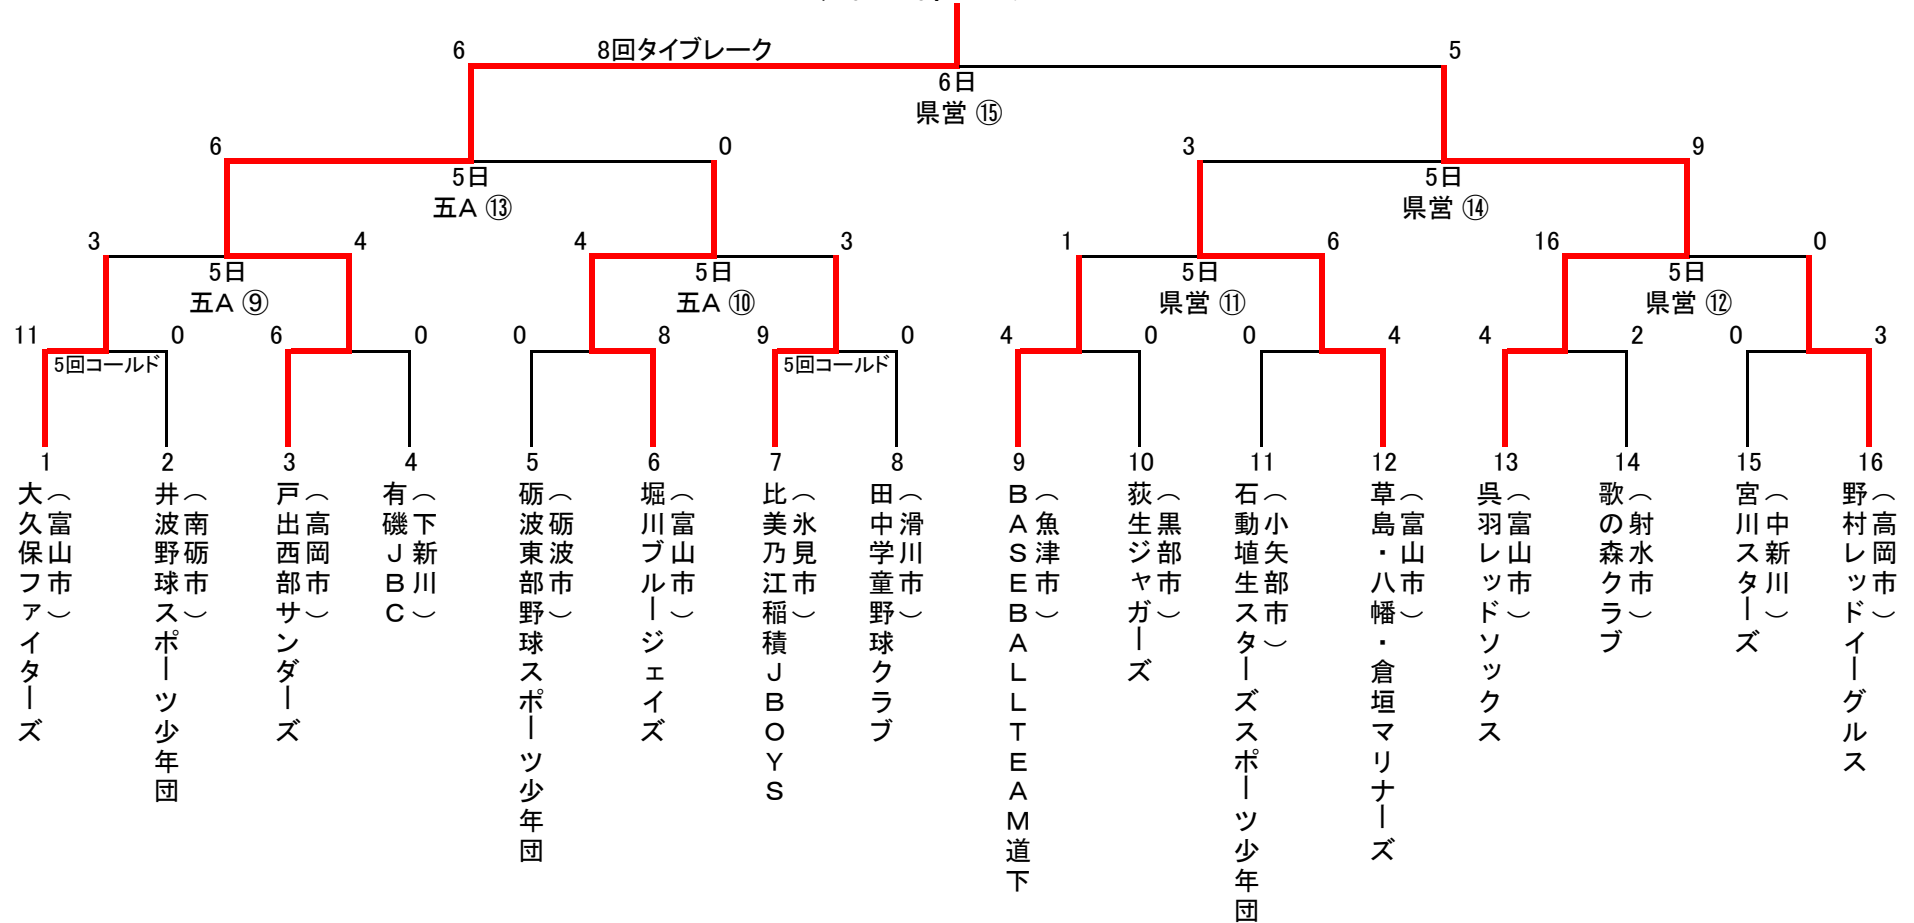 6
8回タイブレーク
5
6日
県営 ⑮
6
0
3
9
5日
五A ⑬
5日
県営 ⑭
3
4
4
3
1
6
16
0
5日
五A ⑨
5日
五A ⑩
5日
県営 ⑪
5日
県営 ⑫
11
0
6
0
0
8
9
0
4
0
0
4
4
2
0
3
5回コールド
5回コールド
1
2
3
4
5
6
7
8
9
10
11
12
13
14
15
16
大久保ファイターズ
（富山市）
井波野球スポーツ少年団
（南砺市）
戸出西部サンダーズ
（高岡市）
有磯JBC
（下新川）
砺波東部野球スポーツ少年団
（砺波市）
堀川ブルージェイズ
（富山市）
比美乃江稲積JBOYS
（氷見市）
田中学童野球クラブ
（滑川市）
BASEBALLTEAM道下
（魚津市）
荻生ジャガーズ
（黒部市）
石動埴生スターズスポーツ少年団
（小矢部市）
草島・八幡・倉垣マリナーズ
（富山市）
呉羽レッドソックス
（富山市）
歌の森クラブ
（射水市）
宮川スターズ
（中新川）
野村レッドイーグルス
（高岡市）